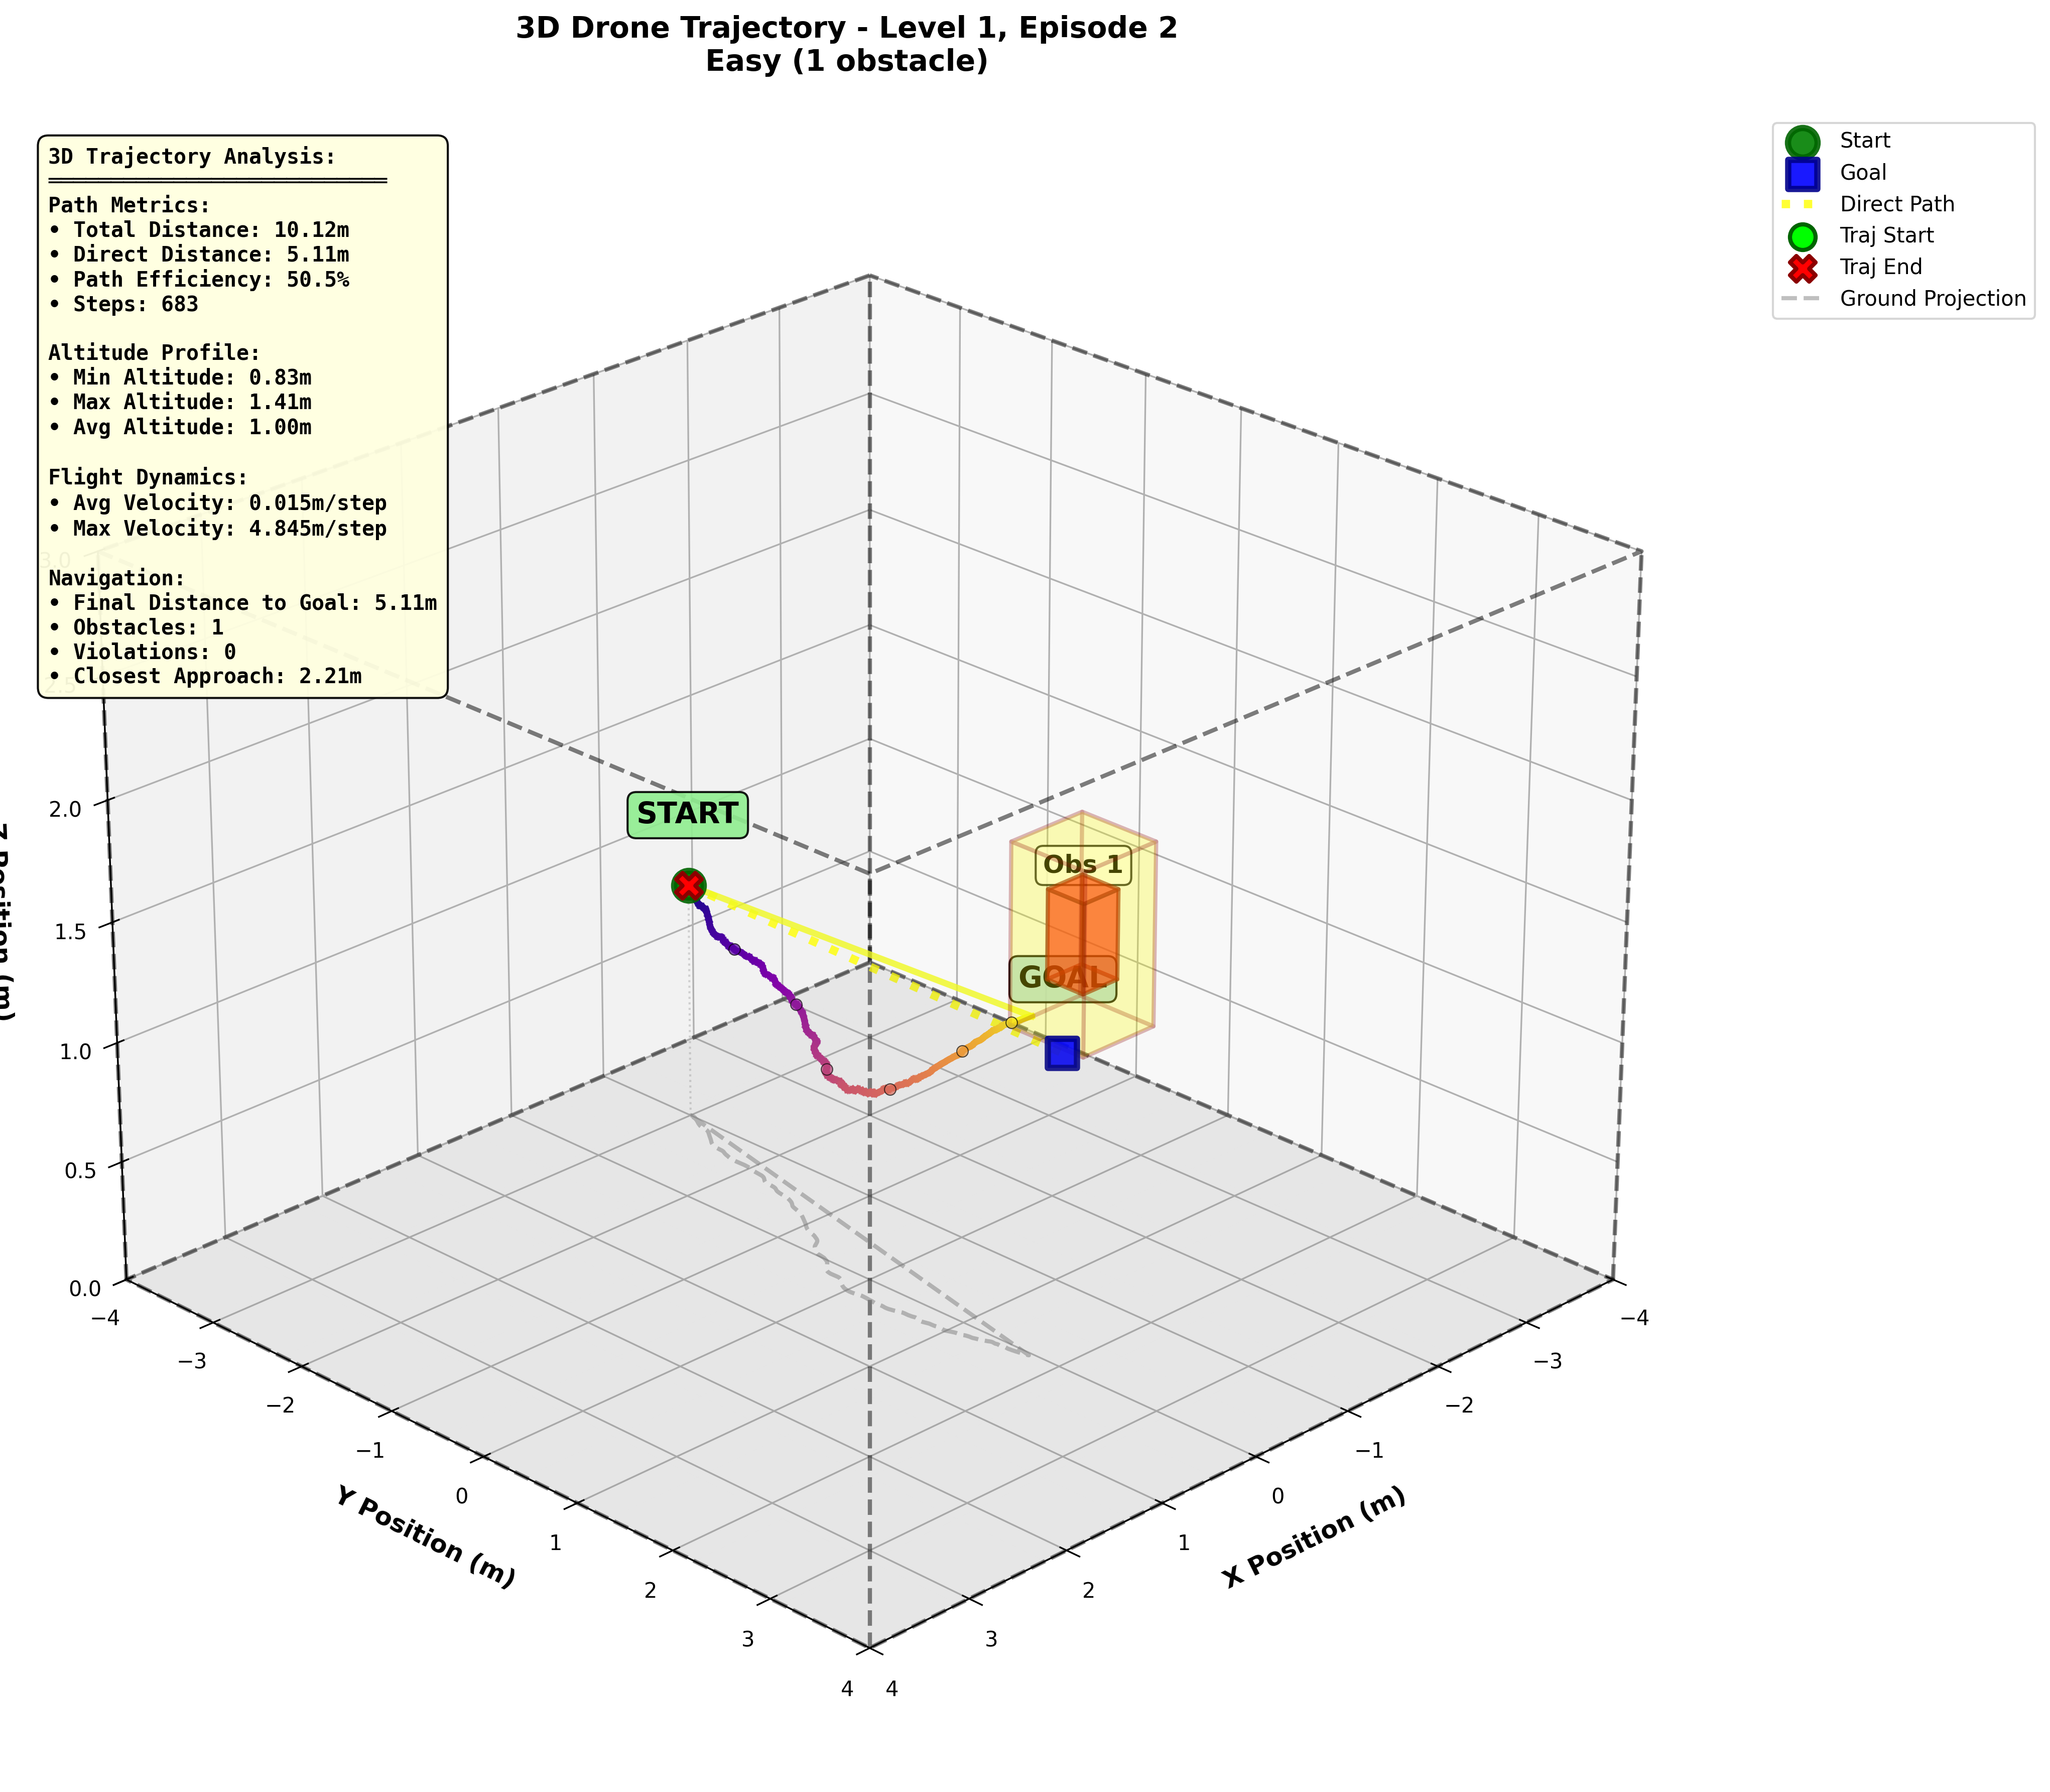 3D Drone Trajectory - Level 1, Episode 2
Easy (1 obstacle)
3D Trajectory Analysis:
Path Metrics:
• Total Distance: 10.12m
• Direct Distance: 5.11m
• Path Efficiency: 50.5%
• Steps: 683
Altitude Profile:
• Min Altitude: 0.83m
• Max Altitude: 1.41m
• Avg Altitude: 1.00m
Flight Dynamics:
• Avg Velocity: 0.015m/step
• Max Velocity: 4.845m/step
Navigation:
• Final Distance to Goal: 5.11m
• Obstacles: 1
• Violations: 0
• Closest Approach: 2.21m
Start
Goal
Direct Path
Traj Start
Traj End
Ground Projection
START
Obs 1
GOAL
3.0
2.5
2.0
1.5
1.0
0.5
0.0
Z Position (m)
−4
−3
−2
−1
0
1
2
3
4
Y Position (m)
4
3
2
1
0
−1
−2
−3
−4
X Position (m)